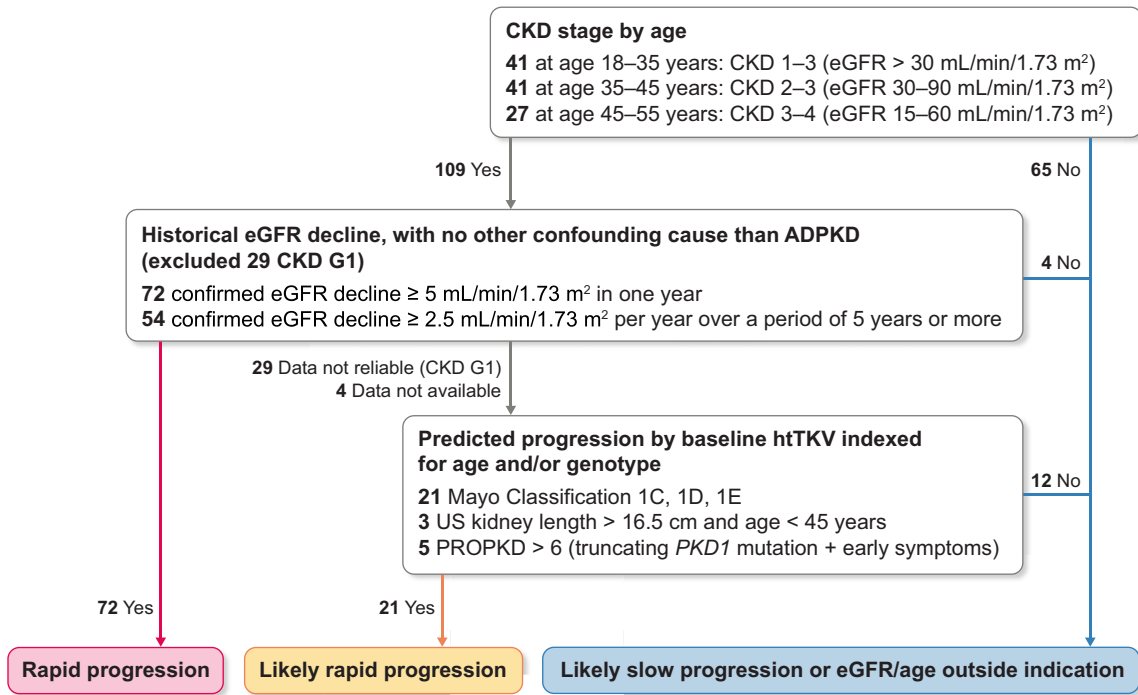 CKD stage by age
41 at age 18–35 years: CKD 1–3 (eGFR > 30 mL/min/1.73 m²)
41 at age 35–45 years: CKD 2–3 (eGFR 30–90 mL/min/1.73 m²)
27 at age 45–55 years: CKD 3–4 (eGFR 15–60 mL/min/1.73 m²)
109 Yes
65 No
Historical eGFR decline, with no other confounding cause than ADPKD
(excluded 29 CKD G1)
72 confirmed eGFR decline ≥ 5 mL/min/1.73 m² in one year
54 confirmed eGFR decline ≥ 2.5 mL/min/1.73 m² per year over a period of 5 years or more
4 No
29 Data not reliable (CKD G1)
4 Data not available
Predicted progression by baseline htTKV indexed
for age and/or genotype
21 Mayo Classification 1C, 1D, 1E
3 US kidney length > 16.5 cm and age < 45 years
5 PROPKD > 6 (truncating PKD1 mutation + early symptoms)
12 No
72 Yes
21 Yes
Rapid progression
Likely rapid progression
Likely slow progression or eGFR/age outside indication